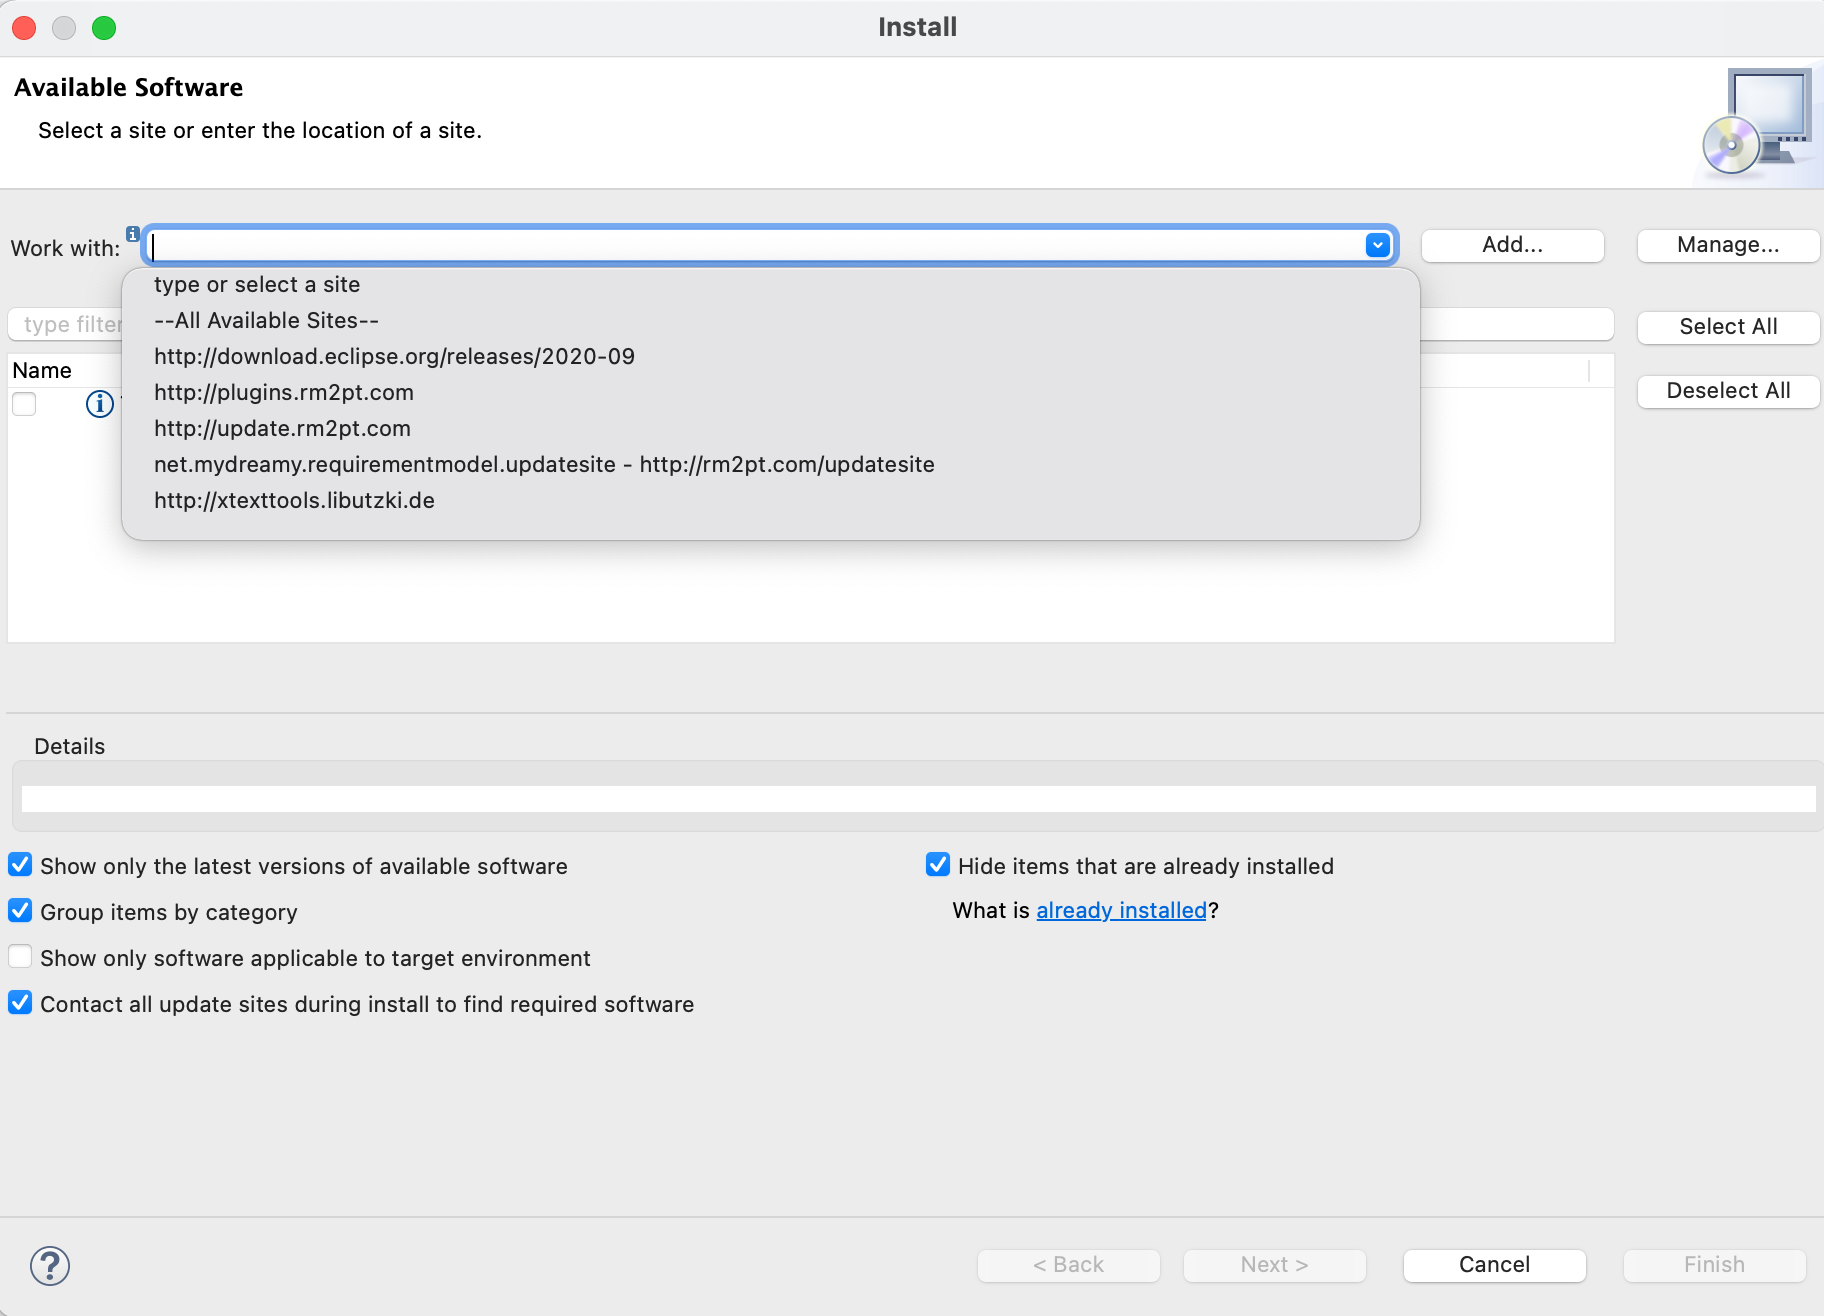 Install
Available Software
Select a site or enter the location of a site.
Work with:
Add...
Manage...
type or select a site
--All Available Sites--
http://download.eclipse.org/releases/2020-09
http://plugins.rm2pt.com
http://update.rm2pt.com
net.mydreamy.requirementmodel.updatesite - http://rm2pt.com/updatesite
http://xtexttools.libutzki.de
type filter
Select All
Name
Deselect All
Details
Show only the latest versions of available software
Hide items that are already installed
Group items by category
What is already installed?
Show only software applicable to target environment
Contact all update sites during install to find required software
?
< Back
Next >
Cancel
Finish